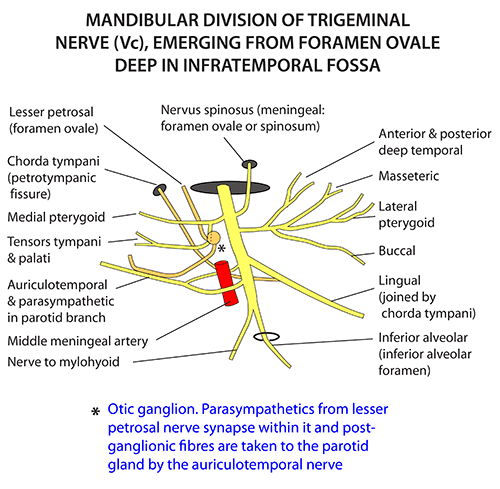 MANDIBULAR DIVISION OF TRIGEMINAL
NERVE (Vc), EMERGING FROM FORAMEN OVALE
DEEP IN INFRATEMPORAL FOSSA
Lesser petrosal
(foramen ovale)
Chorda tympani
(petrotympanic
fissure)
Medial pterygoid
Tensors tympani
& palati
Auriculotemporal
& parasympathetic
in parotid branch
Middle meningeal artery
Nerve to mylohyoid
Nervus spinosus (meningeal:
foramen ovale or spinosum)
Anterior & posterior
deep temporal
Masseteric
Lateral
pterygoid
Buccal
Lingual
(joined by
chorda tympani)
Inferior alveolar
(inferior alveolar
foramen)
*
* Otic ganglion. Parasympathetics from lesser
petrosal nerve synapse within it and post-
ganglionic fibres are taken to the parotid
gland by the auriculotemporal nerve